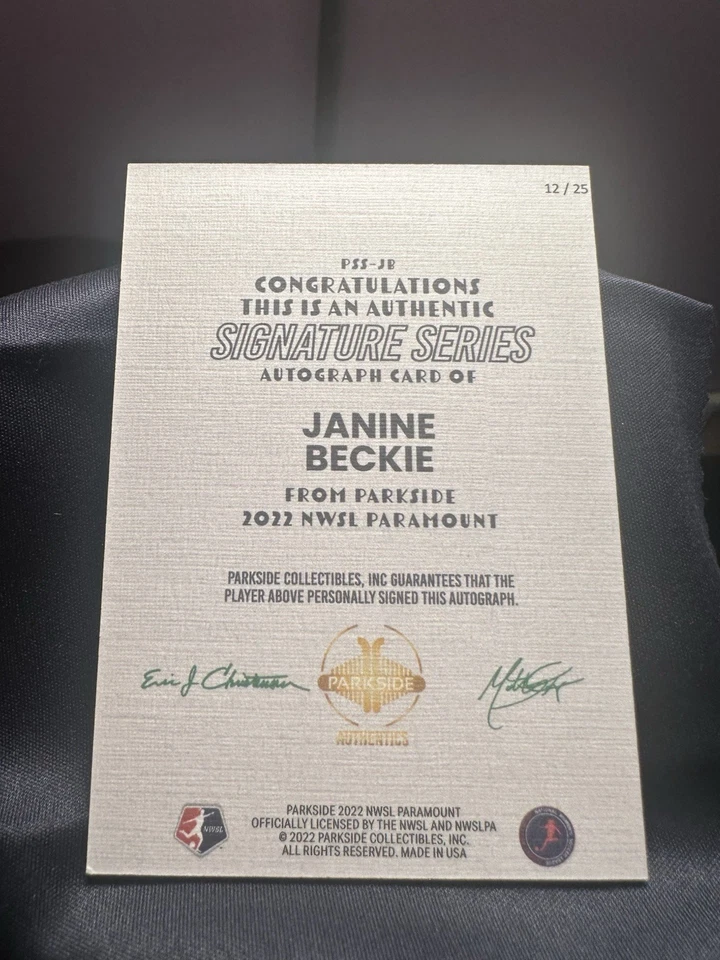 12 / 25
PSS-JB
CONGRATULATIONS
THIS IS AN AUTHENTIC
SIGNATURE SERIES
AUTOGRAPH CARD OF
JANINE
BECKIE
FROM PARKSIDE
2022 NWSL PARAMOUNT
PARKSIDE COLLECTIBLES, INC GUARANTEES THAT THE
PLAYER ABOVE PERSONALLY SIGNED THIS AUTOGRAPH.
PARKSIDE
AUTHENTICS
NWSL
PARKSIDE 2022 NWSL PARAMOUNT
OFFICIALLY LICENSED BY THE NWSL AND NWSLPA
© 2022 PARKSIDE COLLECTIBLES, INC.
ALL RIGHTS RESERVED. MADE IN USA